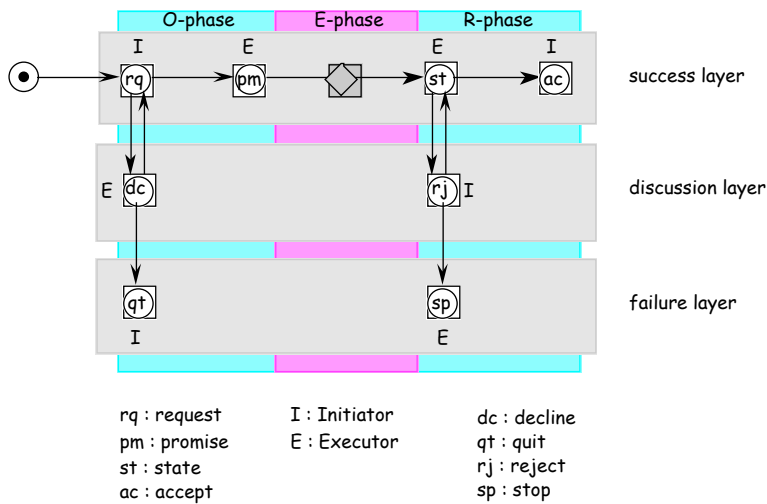 O-phase E-phase R-phase
I E E I
rq pm st ac success layer
E dc rj I discussion layer
qt sp failure layer
I E
rq : request I : Initiator dc : decline
pm : promise E : Executor qt : quit
st : state rj : reject
ac : accept sp : stop